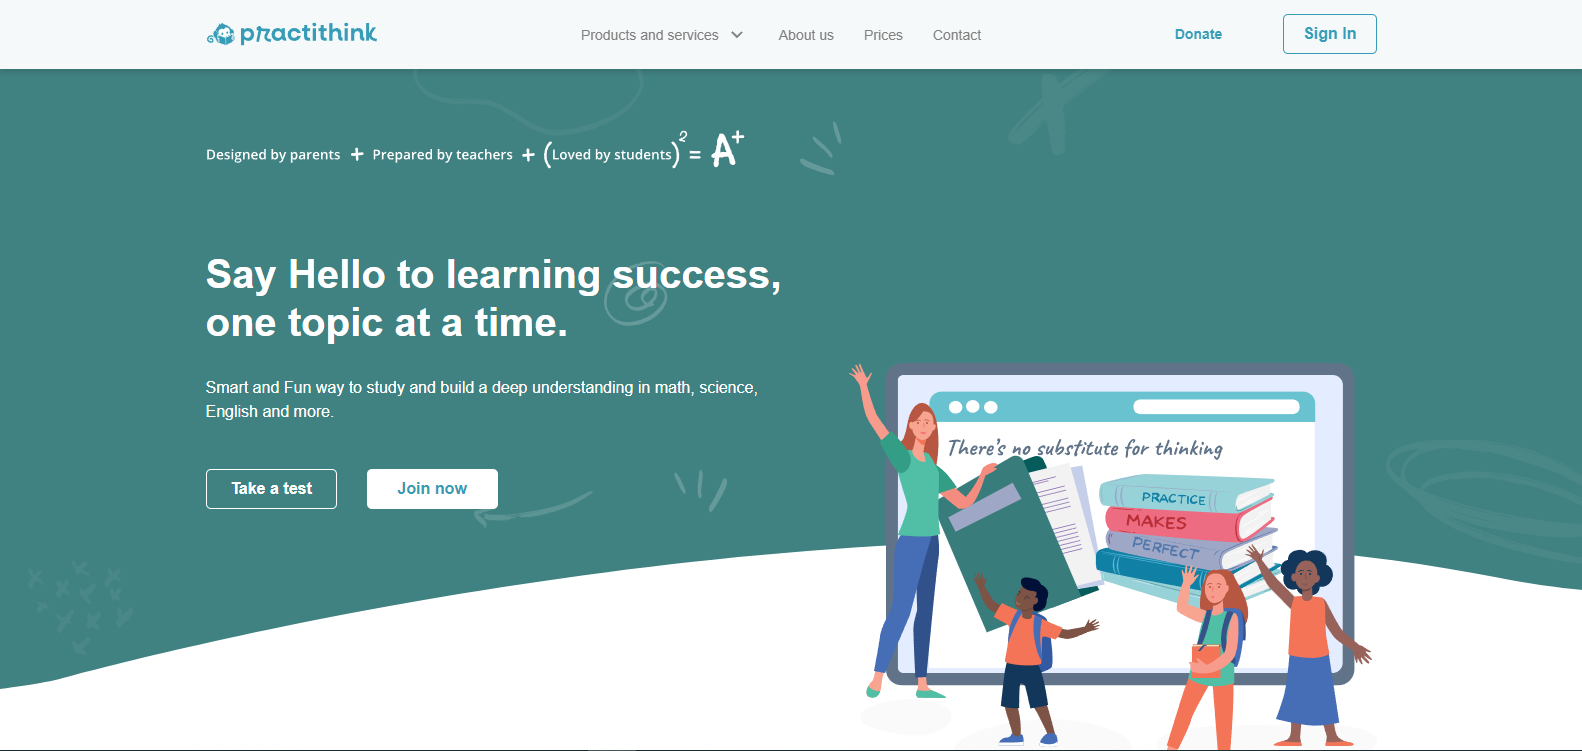 practithink
Products and services
About us
Prices
Contact
Donate
Sign In
Designed by parents + Prepared by teachers + (Loved by students)² = A⁺
Say Hello to learning success,
one topic at a time.
Smart and Fun way to study and build a deep understanding in math, science,
English and more.
Take a test
Join now
There's no substitute for thinking
PRACTICE
MAKES
PERFECT